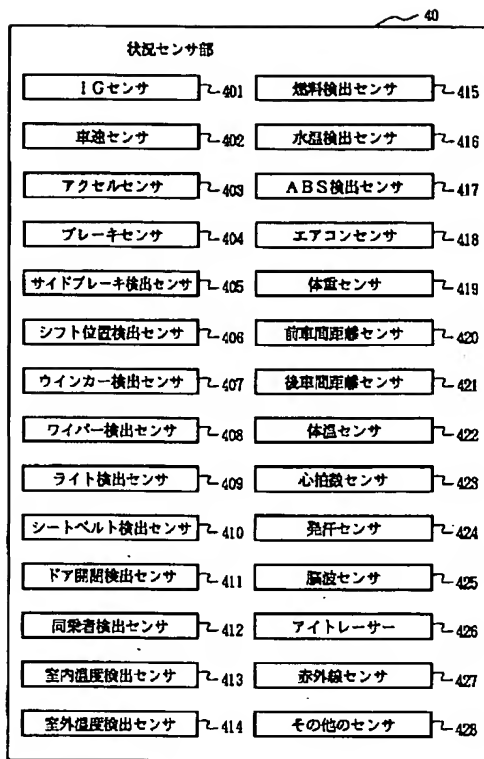 40
状況センサ部
IGセンサ 401
車速センサ 402
アクセルセンサ 403
ブレーキセンサ 404
サイドブレーキ検出センサ 405
シフト位置検出センサ 406
ウインカー検出センサ 407
ワイパー検出センサ 408
ライト検出センサ 409
シートベルト検出センサ 410
ドア開閉検出センサ 411
同乗者検出センサ 412
室内温度検出センサ 413
室外温度検出センサ 414
燃料検出センサ 415
水温検出センサ 416
ABS検出センサ 417
エアコンセンサ 418
体重センサ 419
前車間距離センサ 420
後車間距離センサ 421
体温センサ 422
心拍数センサ 423
発汗センサ 424
脳波センサ 425
アイトレーサー 426
赤外線センサ 427
その他のセンサ 428